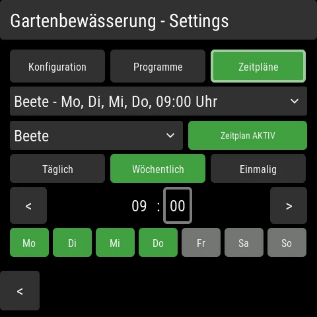 Gartenbewässerung - Settings
Konfiguration Programme Zeitpläne
Beete - Mo, Di, Mi, Do, 09:00 Uhr
Beete Zeitplan AKTIV
Täglich Wöchentlich Einmalig
< 09 : 00 >
Mo Di Mi Do Fr Sa So
<